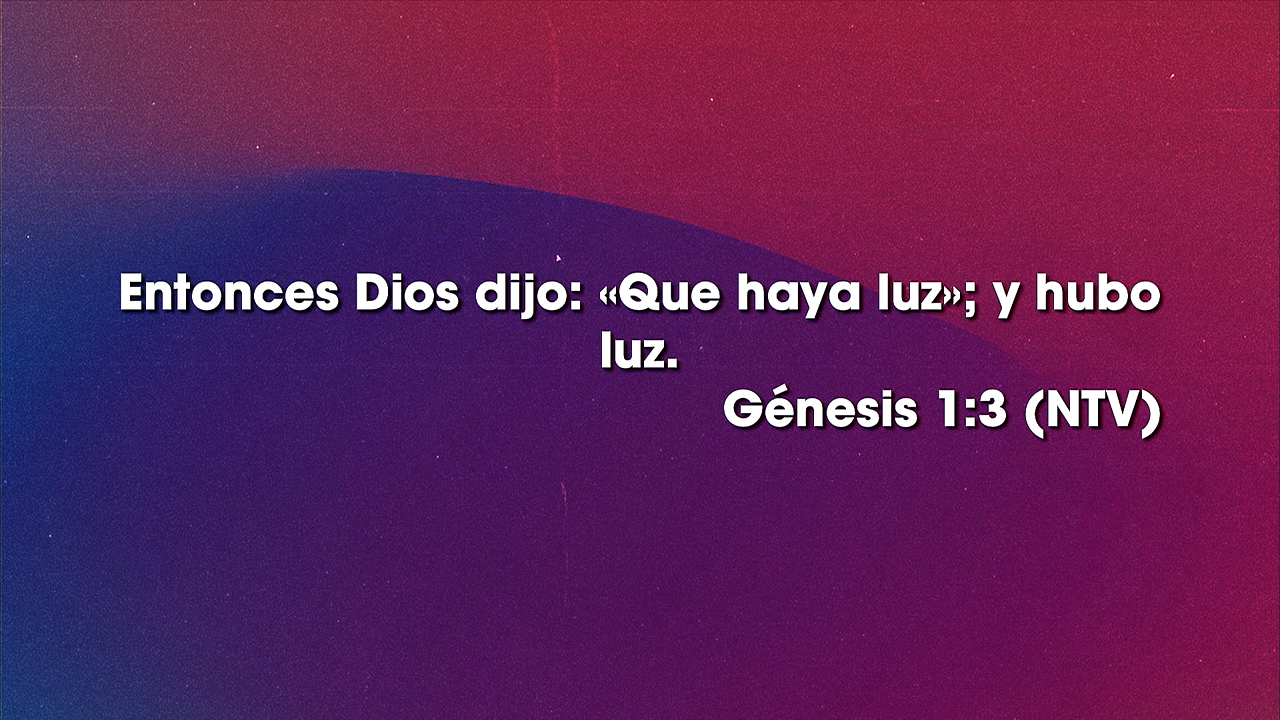 Entonces Dios dijo: «Que haya luz»; y hubo
luz.
Génesis 1:3 (NTV)